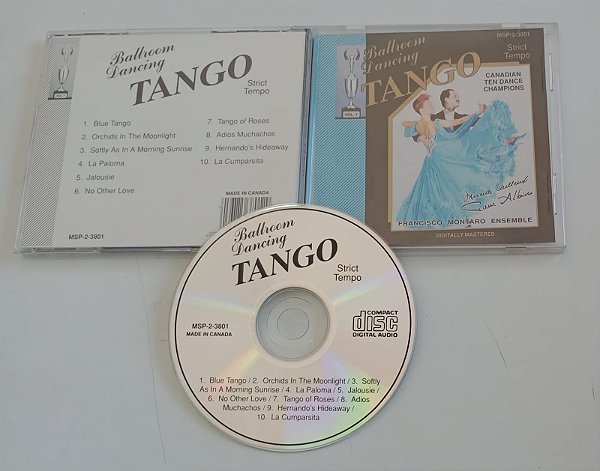 Ballroom
Dancing
TANGO
Strict
Tempo
VOL. 1
1. Blue Tango
2. Orchids In The Moonlight
3. Softly As In A Morning Sunrise
4. La Paloma
5. Jalousie
6. No Other Love
7. Tango of Roses
8. Adios Muchachos
9. Hernando's Hideaway
10. La Cumparsita
MADE IN CANADA
MSP-2-3801
MSP-2-3801
Ballroom
Dancing
TANGO
Strict
Tempo
VOL. 1
CANADIAN
TEN DANCE
CHAMPIONS
FRANCISCO MONTARO ENSEMBLE
DIGITALLY MASTERED
Ballroom
Dancing
TANGO
Strict
Tempo
MSP-2-3801
MADE IN CANADA
COMPACT
disc
DIGITAL AUDIO
1. Blue Tango / 2. Orchids In The Moonlight / 3. Softly
As In A Morning Sunrise / 4. La Paloma / 5. Jalousie /
6. No Other Love / 7. Tango of Roses / 8. Adios
Muchachos / 9. Hernando's Hideaway /
10. La Cumparsita